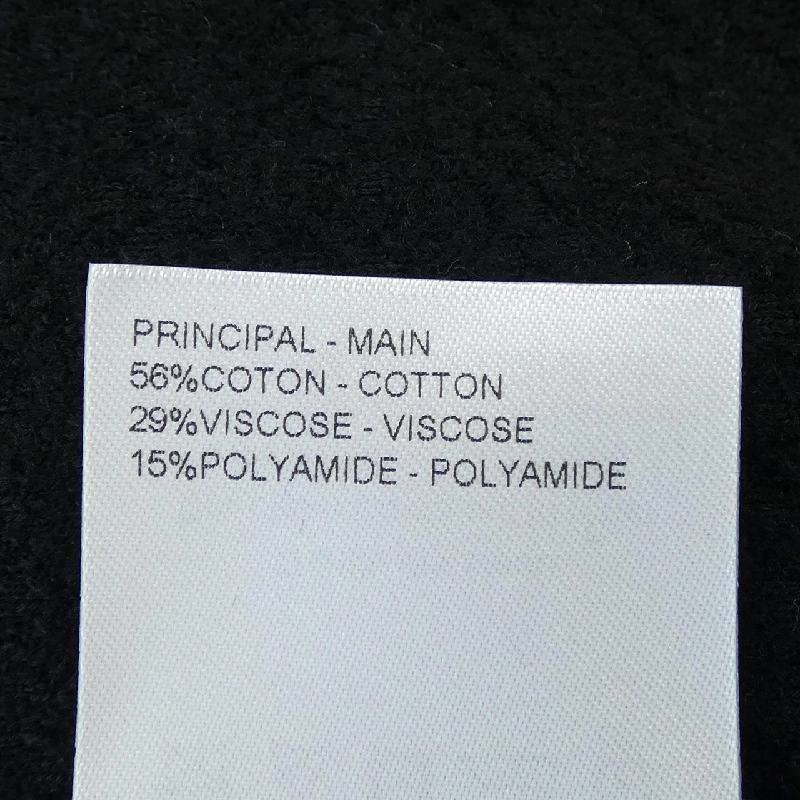 PRINCIPAL - MAIN
56%COTON - COTTON
29%VISCOSE - VISCOSE
15%POLYAMIDE - POLYAMIDE